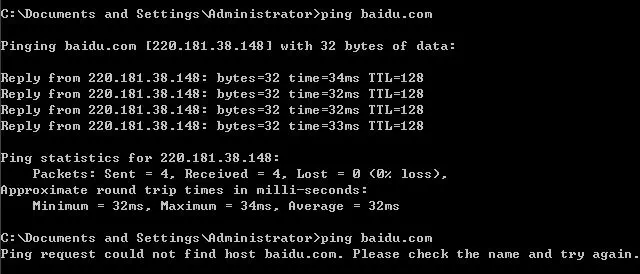 C:\Documents and Settings\Administrator>ping baidu.com
Pinging baidu.com [220.181.38.148] with 32 bytes of data:
Reply from 220.181.38.148: bytes=32 time=34ms TTL=128
Reply from 220.181.38.148: bytes=32 time=32ms TTL=128
Reply from 220.181.38.148: bytes=32 time=32ms TTL=128
Reply from 220.181.38.148: bytes=32 time=33ms TTL=128
Ping statistics for 220.181.38.148:
    Packets: Sent = 4, Received = 4, Lost = 0 (0% loss),
Approximate round trip times in milli-seconds:
    Minimum = 32ms, Maximum = 34ms, Average = 32ms
C:\Documents and Settings\Administrator>ping baidu.com
Ping request could not find host baidu.com. Please check the name and try again.